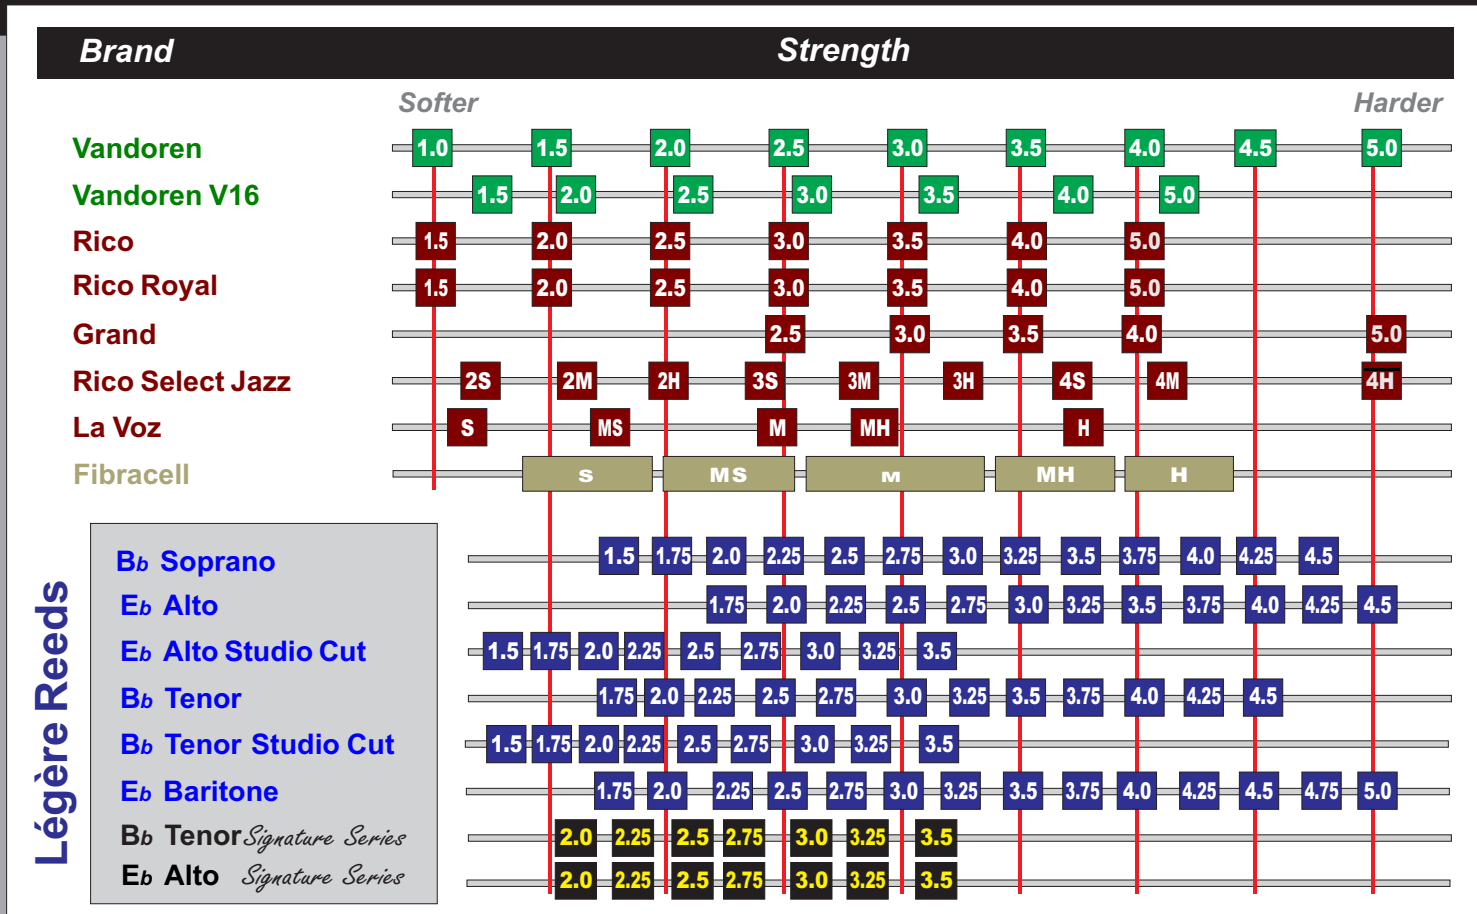 Brand Strength
Softer Harder
Vandoren 1.0 1.5 2.0 2.5 3.0 3.5 4.0 4.5 5.0
Vandoren V16 1.5 2.0 2.5 3.0 3.5 4.0 5.0
Rico 1.5 2.0 2.5 3.0 3.5 4.0 5.0
Rico Royal 1.5 2.0 2.5 3.0 3.5 4.0 5.0
Grand 2.5 3.0 3.5 4.0 5.0
Rico Select Jazz 2S 2M 2H 3S 3M 3H 4S 4M 4H
La Voz S MS M MH H
Fibracell S MS M MH H
Légère Reeds
Bb Soprano 1.5 1.75 2.0 2.25 2.5 2.75 3.0 3.25 3.5 3.75 4.0 4.25 4.5
Eb Alto 1.75 2.0 2.25 2.5 2.75 3.0 3.25 3.5 3.75 4.0 4.25 4.5
Eb Alto Studio Cut 1.5 1.75 2.0 2.25 2.5 2.75 3.0 3.25 3.5
Bb Tenor 1.75 2.0 2.25 2.5 2.75 3.0 3.25 3.5 3.75 4.0 4.25 4.5
Bb Tenor Studio Cut 1.5 1.75 2.0 2.25 2.5 2.75 3.0 3.25 3.5
Eb Baritone 1.75 2.0 2.25 2.5 2.75 3.0 3.25 3.5 3.75 4.0 4.25 4.5 4.75 5.0
Bb Tenor Signature Series 2.0 2.25 2.5 2.75 3.0 3.25 3.5
Eb Alto Signature Series 2.0 2.25 2.5 2.75 3.0 3.25 3.5